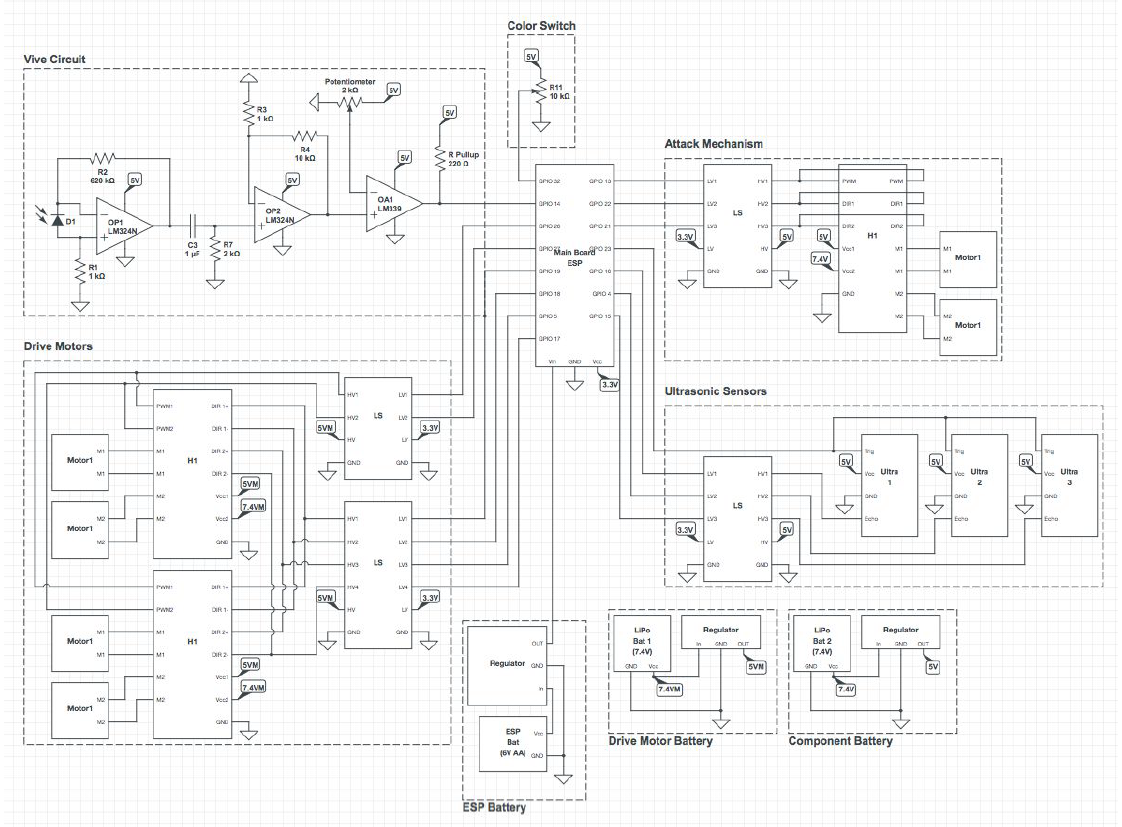 Color Switch
5V
R11
10 kΩ
Vive Circuit
R2
620 kΩ
5V
D1
OP1
LM324N
R1
1 kΩ
C3
1 µF
R7
2 kΩ
R3
1 kΩ
R4
10 kΩ
5V
OP2
LM324N
Potentiometer
2 kΩ
5V
5V
OA1
LM339
5V
R Pullup
220 Ω
GPIO 32
GPIO 14
GPIO 26
GPIO 27
GPIO 19
GPIO 18
GPIO 5
GPIO 17
Main Board
ESP
GPIO 13
GPIO 22
GPIO 21
GPIO 23
GPIO 16
GPIO 4
GPIO 15
Vin
GND
Vcc
3.3V
Attack Mechanism
LV1
LV2
LV3
LV
GND
LS
HV1
HV2
HV3
HV
GND
3.3V
5V
5V
7.4V
PWM
DIR1
DIR2
Vcc1
Vcc2
GND
H1
PWM
DIR1
DIR2
M1
M1
M2
M2
M1
M1
Motor1
M2
M2
Motor1
Drive Motors
PWM1
PWM2
M1
M1
M2
M2
H1
DIR 1+
DIR 1-
DIR 2+
DIR 2-
Vcc1
Vcc2
GND
5VM
7.4VM
Motor1
M1
M1
Motor1
M2
M2
PWM1
PWM2
M1
M1
M2
M2
H1
DIR 1+
DIR 1-
DIR 2+
DIR 2-
Vcc1
Vcc2
GND
5VM
7.4VM
Motor1
M1
M1
Motor1
M2
M2
HV1
HV2
HV
GND
LS
LV1
LV2
LV
GND
5VM
3.3V
HV1
HV2
HV3
HV4
HV
GND
LS
LV1
LV2
LV3
LV4
LV
GND
5VM
3.3V
Ultrasonic Sensors
LV1
LV2
LV3
LV
GND
LS
HV1
HV2
HV3
HV
GND
3.3V
5V
5V
Trig
Vcc
GND
Echo
Ultra
1
5V
Trig
Vcc
GND
Echo
Ultra
2
5V
Trig
Vcc
GND
Echo
Ultra
3
Regulator
OUT
GND
In
ESP
Bat
(6V AA)
Vcc
GND
ESP Battery
LiPo
Bat 1
(7.4V)
GND
Vcc
7.4VM
Regulator
In
GND
OUT
5VM
Drive Motor Battery
LiPo
Bat 2
(7.4V)
GND
Vcc
7.4V
Regulator
In
GND
OUT
5V
Component Battery